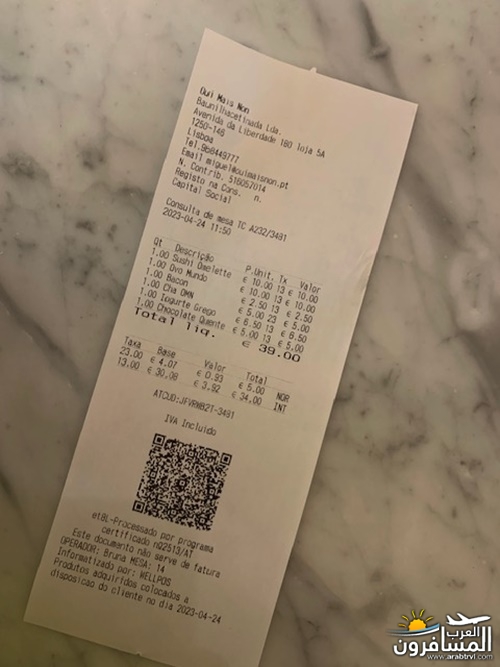 Oui Mais Non
Baunilhacetinada Lda.
Avenida da Liberdade 180 loja 5A
1250-146
Lisboa
Tel.968449777
Email miguel@ouimaisnon.pt
N. Contrib. 516057014
Registo na Cons. n.
Capital Social
Consulta de mesa TC A232/3491
2023-04-24 11:50
Qt Descrição P.Unit. Tx Valor
1.00 Sushi Omelette € 10.00 13 € 10.00
1.00 Ovo Mundo € 10.00 13 € 10.00
1.00 Bacon € 2.50 13 € 2.50
1.00 Cha OMN € 5.00 23 € 5.00
1.00 Iogurte Grego € 6.50 13 € 6.50
1.00 Chocolate Quente € 5.00 13 € 5.00
Total liq. € 39.00
Taxa Base Valor Total
23,00 € 4,07 € 0,93 € 5,00 NOR
13,00 € 30,08 € 3,92 € 34,00 INT
ATCUD:JFVRWB21-3491
IVA Incluido
et8L-Processado por programa
certificado nº2513/AT
Este documento não serve de fatura
OPERADOR: Bruna MESA: 14
Informatizado por: WELLPOS
Produtos adquiridos colocados à
disposicao do cliente no dia 2023-04-24
العرب
المسافرون
www.arabtrvl.com